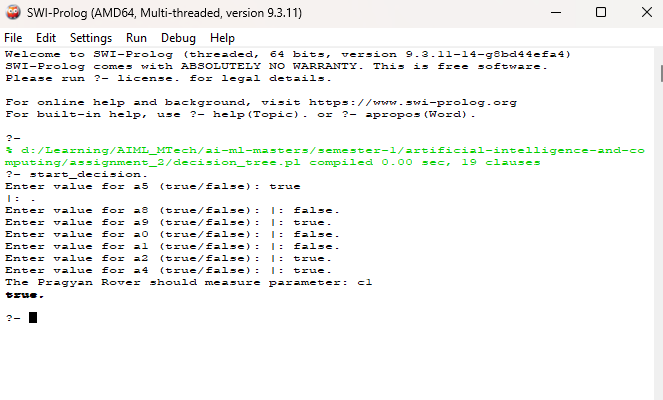 SWI-Prolog (AMD64, Multi-threaded, version 9.3.11)
File Edit Settings Run Debug Help
Welcome to SWI-Prolog (threaded, 64 bits, version 9.3.11-14-g8bd44efa4)
SWI-Prolog comes with ABSOLUTELY NO WARRANTY. This is free software.
Please run ?- license. for legal details.
For online help and background, visit https://www.swi-prolog.org
For built-in help, use ?- help(Topic). or ?- apropos(Word).
?-
% d:/Learning/AIML_MTech/ai-ml-masters/semester-1/artificial-intelligence-and-co
mputing/assignment_2/decision_tree.pl compiled 0.00 sec, 19 clauses
?- start_decision.
Enter value for a5 (true/false): true
|: .
Enter value for a8 (true/false): |: false.
Enter value for a9 (true/false): |: true.
Enter value for a0 (true/false): |: false.
Enter value for a1 (true/false): |: false.
Enter value for a2 (true/false): |: true.
Enter value for a4 (true/false): |: true.
The Pragyan Rover should measure parameter: c1
true.
?-